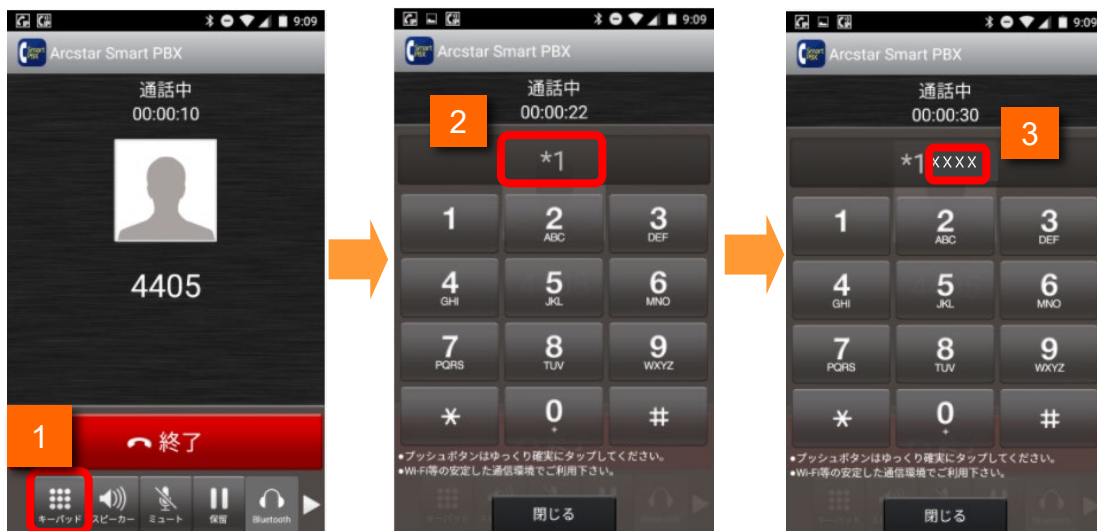 9:09
Arcstar Smart PBX
通話中
00:00:10
4405
1
終了
キーパッド
スピーカー
ミュート
保留
Bluetooth
9:09
Arcstar Smart PBX
通話中
00:00:22
2
*1
1
2
ABC
3
DEF
4
GHI
5
JKL
6
MNO
7
PQRS
8
TUV
9
WXYZ
*
0
+
#
●プッシュボタンはゆっくり確実にタップしてください。
●Wi-Fi等の安定した通信環境でご利用下さい。
閉じる
9:09
Arcstar Smart PBX
通話中
00:00:30
3
*1xxxx
1
2
ABC
3
DEF
4
GHI
5
JKL
6
MNO
7
PQRS
8
TUV
9
WXYZ
*
0
+
#
●プッシュボタンはゆっくり確実にタップしてください。
●Wi-Fi等の安定した通信環境でご利用下さい。
閉じる